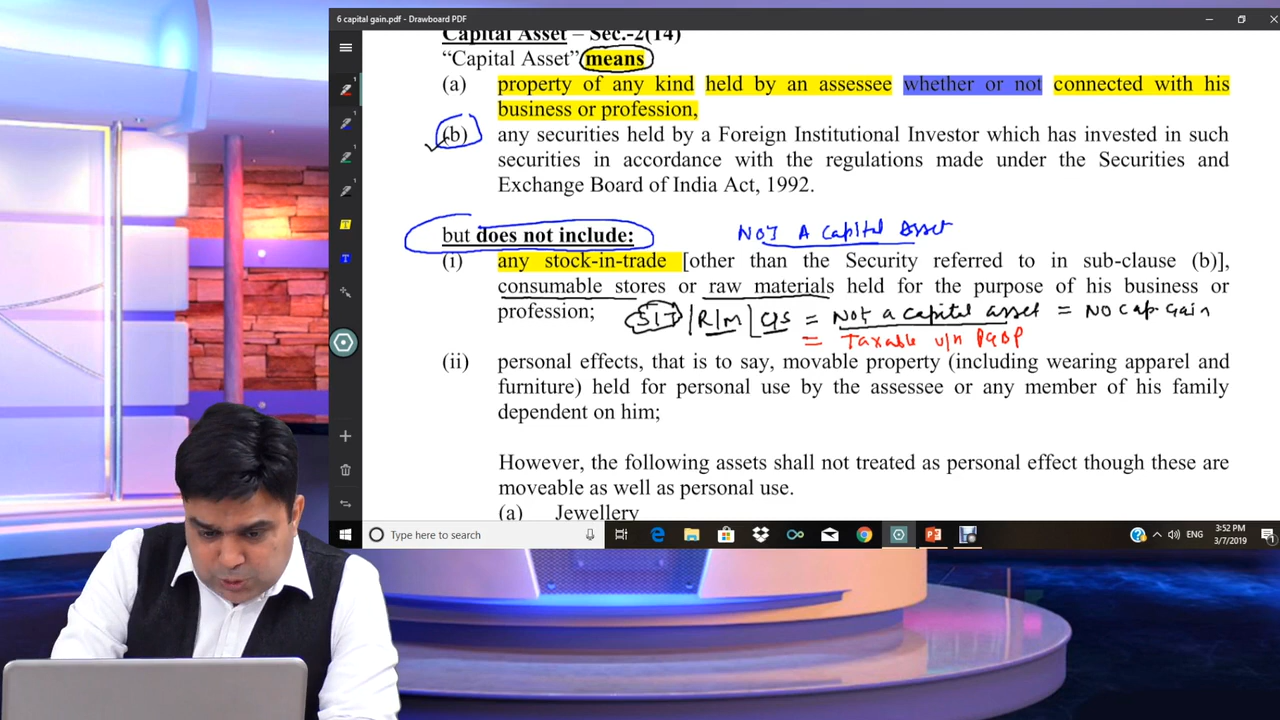 6 capital gain.pdf - Drawboard PDF
Capital Asset – Sec.-2(14)
“Capital Asset” means
(a) property of any kind held by an assessee whether or not connected with his
business or profession,
(b) any securities held by a Foreign Institutional Investor which has invested in such
securities in accordance with the regulations made under the Securities and
Exchange Board of India Act, 1992.
but does not include: NOT A Capital Asset
(i) any stock-in-trade [other than the Security referred to in sub-clause (b)],
consumable stores or raw materials held for the purpose of his business or
profession; SIT | R/M | C/S = Not a capital asset = NO Cap. Gain
= Taxable u/h PGBP
(ii) personal effects, that is to say, movable property (including wearing apparel and
furniture) held for personal use by the assessee or any member of his family
dependent on him;
However, the following assets shall not treated as personal effect though these are
moveable as well as personal use.
(a) Jewellery
Type here to search
ENG
3:52 PM
3/7/2019